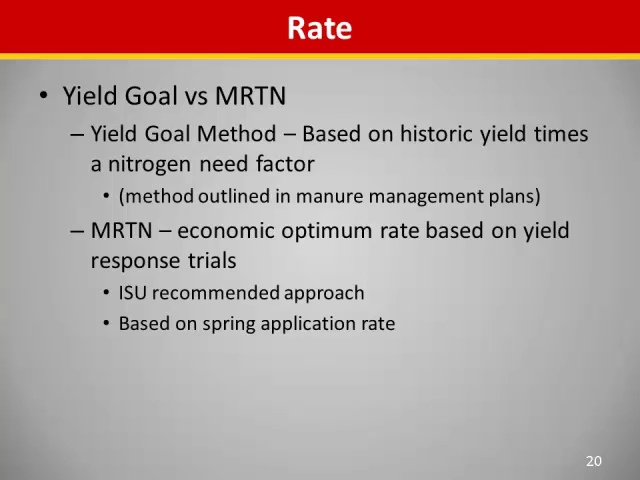 Rate
• Yield Goal vs MRTN
– Yield Goal Method – Based on historic yield times
a nitrogen need factor
• (method outlined in manure management plans)
– MRTN – economic optimum rate based on yield
response trials
• ISU recommended approach
• Based on spring application rate
20